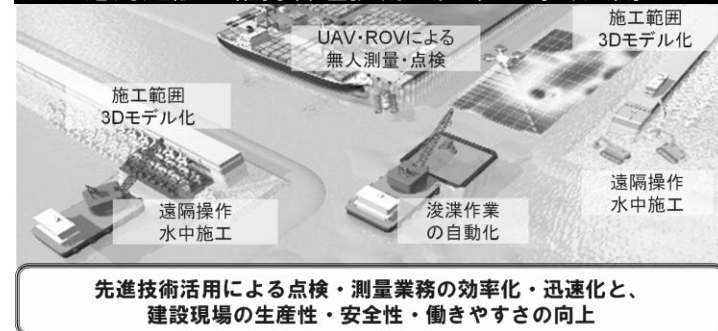 UAV・ROVによる
無人測量・点検
施工範囲
3Dモデル化
施工範囲
3Dモデル化
遠隔操作
水中施工
浚渫作業
の自動化
遠隔操作
水中施工
先進技術活用による点検・測量業務の効率化・迅速化と、
建設現場の生産性・安全性・働きやすさの向上